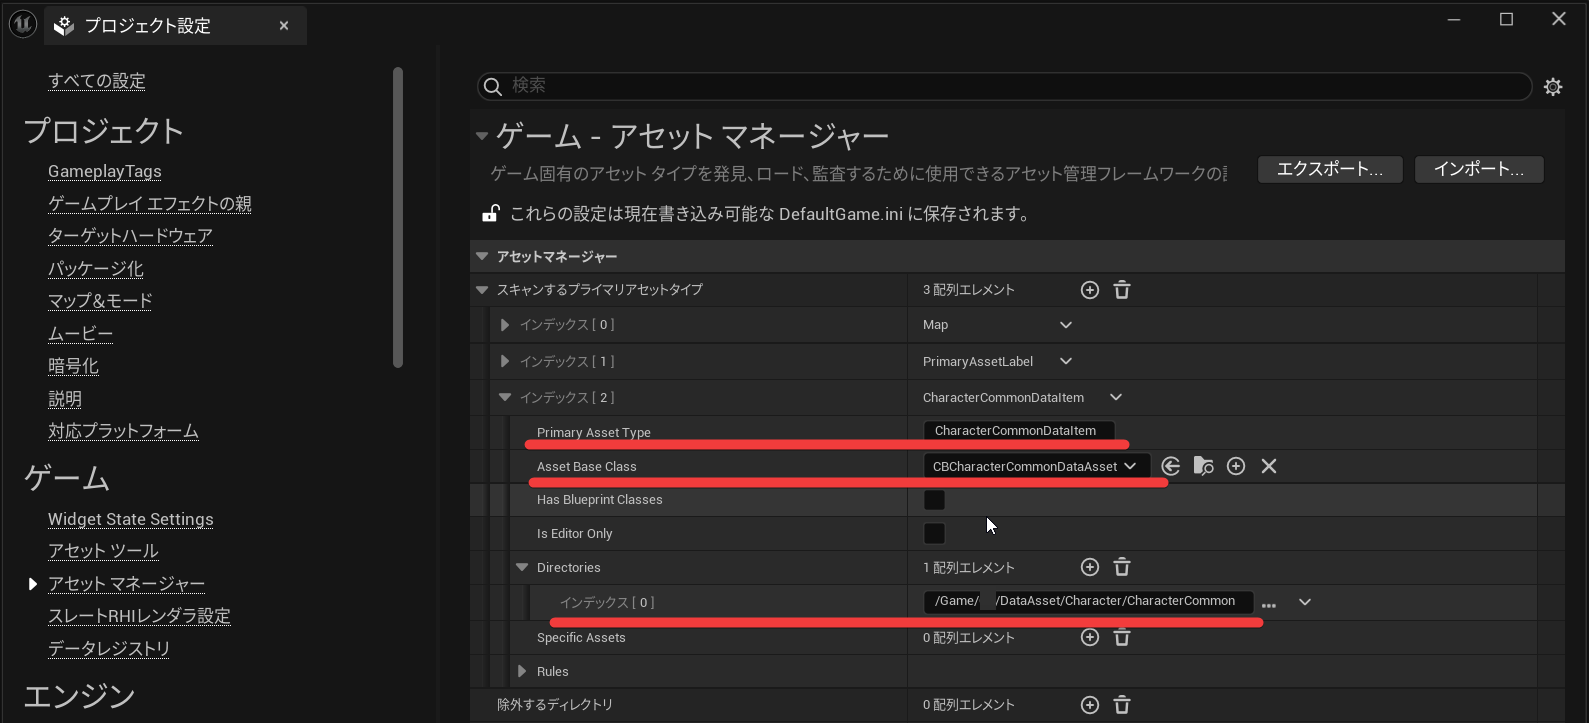 プロジェクト設定
すべての設定
プロジェクト
GameplayTags
ゲームプレイ エフェクトの親
ターゲットハードウェア
パッケージ化
マップ&モード
ムービー
暗号化
説明
対応プラットフォーム
ゲーム
Widget State Settings
アセット ツール
アセット マネージャー
スレートRHIレンダラ設定
データレジストリ
エンジン
検索
ゲーム - アセット マネージャー
ゲーム固有のアセット タイプを発見、ロード、監査するために使用できるアセット管理フレームワークの
エクスポート...
インポート...
これらの設定は現在書き込み可能な DefaultGame.ini に保存されます。
アセットマネージャー
スキャンするプライマリアセットタイプ 3 配列エレメント
インデックス [ 0 ] Map
インデックス [ 1 ] PrimaryAssetLabel
インデックス [ 2 ] CharacterCommonDataItem
Primary Asset Type CharacterCommonDataItem
Asset Base Class CBCharacterCommonDataAsset
Has Blueprint Classes
Is Editor Only
Directories 1 配列エレメント
インデックス [ 0 ] /Game/ /DataAsset/Character/CharacterCommon ...
Specific Assets 0 配列エレメント
Rules
除外するディレクトリ 0 配列エレメント